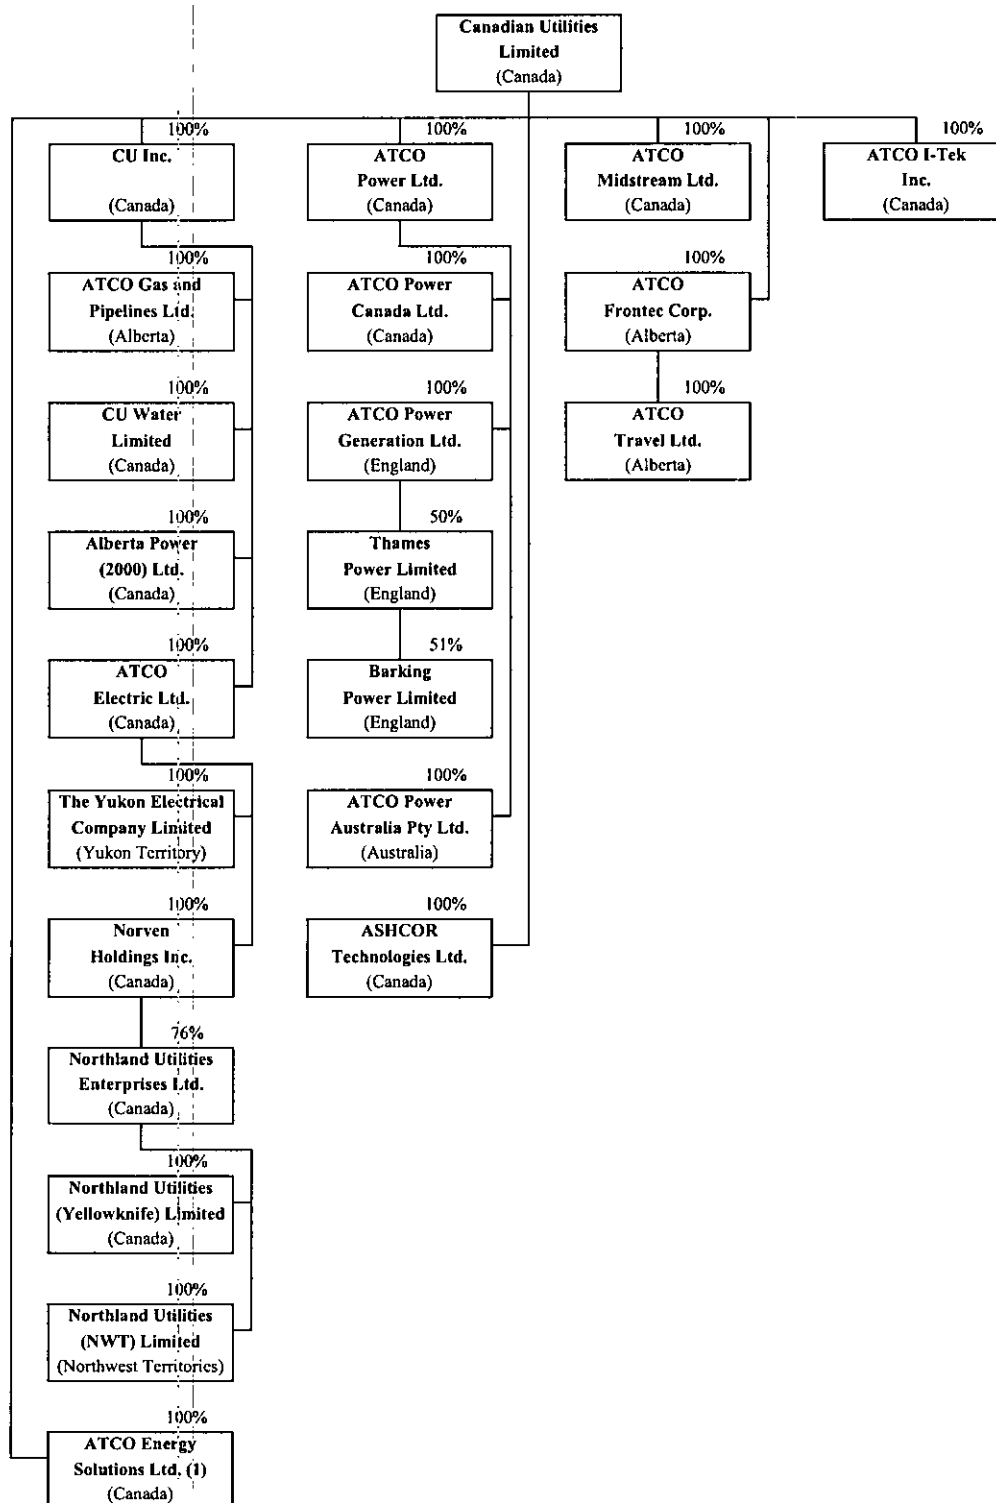 Canadian Utilities
Limited
(Canada)
100%
CU Inc.
(Canada)
100%
ATCO
Power Ltd.
(Canada)
100%
ATCO
Midstream Ltd.
(Canada)
100%
ATCO I-Tek
Inc.
(Canada)
100%
ATCO Gas and
Pipelines Ltd.
(Alberta)
100%
ATCO Power
Canada Ltd.
(Canada)
100%
ATCO
Frontec Corp.
(Alberta)
100%
CU Water
Limited
(Canada)
100%
ATCO Power
Generation Ltd.
(England)
100%
ATCO
Travel Ltd.
(Alberta)
100%
Alberta Power
(2000) Ltd.
(Canada)
50%
Thames
Power Limited
(England)
100%
ATCO
Electric Ltd.
(Canada)
51%
Barking
Power Limited
(England)
100%
The Yukon Electrical
Company Limited
(Yukon Territory)
100%
ATCO Power
Australia Pty Ltd.
(Australia)
100%
Norven
Holdings Inc.
(Canada)
100%
ASHCOR
Technologies Ltd.
(Canada)
76%
Northland Utilities
Enterprises Ltd.
(Canada)
100%
Northland Utilities
(Yellowknife) Limited
(Canada)
100%
Northland Utilities
(NWT) Limited
(Northwest Territories)
100%
ATCO Energy
Solutions Ltd. (1)
(Canada)